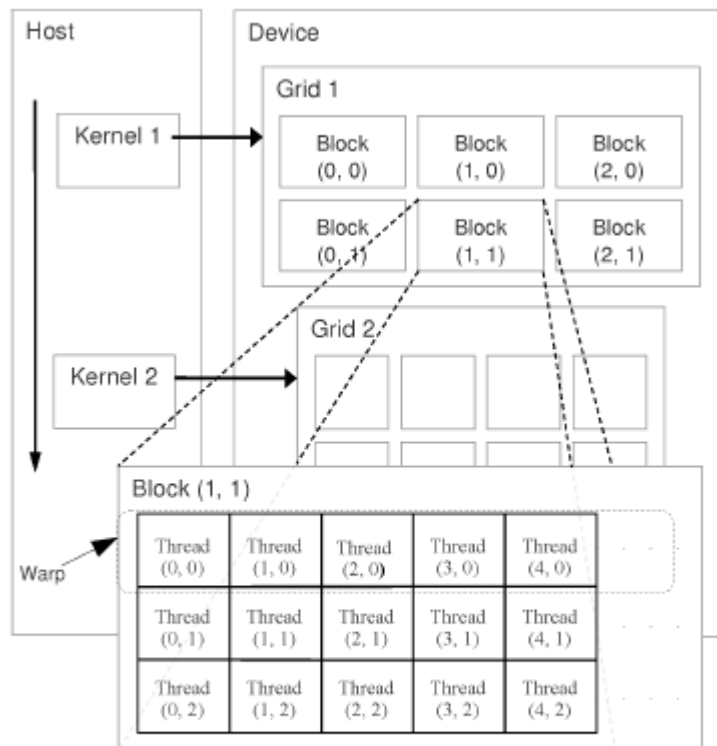 Host
Device
Grid 1
Kernel 1
Block
(0, 0)
Block
(1, 0)
Block
(2, 0)
Block
(0, 1)
Block
(1, 1)
Block
(2, 1)
Grid 2
Kernel 2
Block (1, 1)
Warp
Thread
(0, 0)
Thread
(1, 0)
Thread
(2, 0)
Thread
(3, 0)
Thread
(4, 0)
. . .
Thread
(0, 1)
Thread
(1, 1)
Thread
(2, 1)
Thread
(3, 1)
Thread
(4, 1)
. . .
Thread
(0, 2)
Thread
(1, 2)
Thread
(2, 2)
Thread
(3, 2)
Thread
(4, 2)
. . .